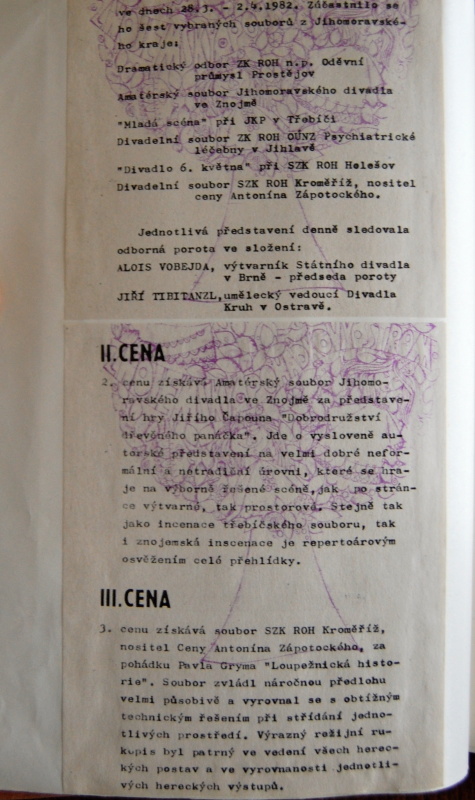 ve dnech 28.3. - 2.4.1982. Zúčastnilo se
ho šest vybraných souborů z Jihomoravské-
ho kraje:
Dramatický odbor ZK ROH n.p. Oděvní
průmysl Prostějov
Amatérský soubor Jihomoravského divadla
ve Znojmě
"Mladá scéna" při JKP v Třebíči
Divadelní soubor ZK ROH OÚNZ Psychiatrické
léčebny v Jihlavě
"Divadlo 6. května" při SZK ROH Holešov
Divadelní soubor SZK ROH Kroměříž, nositel
ceny Antonína Zápotockého.
Jednotlivá představení denně sledovala
odborná porota ve složení:
ALOIS VOBEJDA, výtvarník Státního divadla
v Brně - předseda poroty
JIŘÍ TIBITANZL,umělecký vedoucí Divadla
Kruh v Ostravě.
II.CENA
2. cenu získává Amatérský soubor Jihomo-
ravského divadla ve Znojmě za představe-
ní hry Jiřího Čapouna "Dobrodružství
dřevěného panáčka". Jde o vysloveně au-
torské představení na velmi dobré nefor-
mální a netradiční úrovni, které se hra-
je na výborně řešené scéně,jak po strán-
ce výtvarné, tak prostorové. Stejně tak
jako incenace třebíčského souboru, tak
i znojemská inscenace je repertoárovým
osvěžením celé přehlídky.
III.CENA
3. cenu získává soubor SZK ROH Kroměříž,
nositel Ceny Antonína Zápotockého, za
pohádku Pavla Gryma "Loupežnická histo-
rie". Soubor zvládl náročnou předlohu
velmi působivě a vyrovnal se s obtížným
technickým řešením při střídání jedno-
tlivých prostředí. Výrazný režijní ru-
kopis byl patrný ve vedení všech herec-
kých postav a ve vyrovnanosti jednotli-
vých hereckých výstupů.